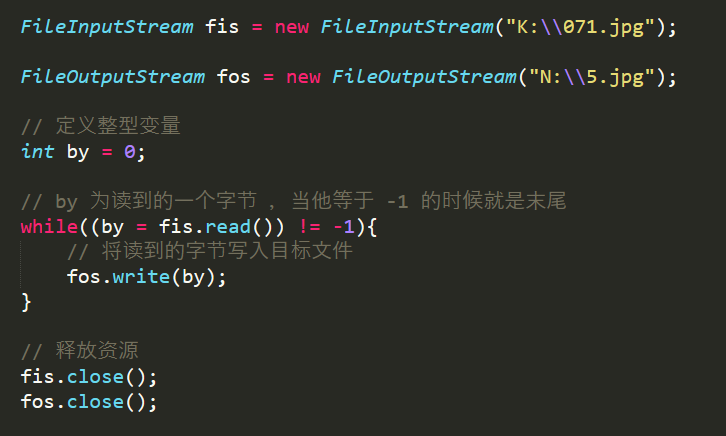 FileInputStream fis = new FileInputStream("K:\\071.jpg");
FileOutputStream fos = new FileOutputStream("N:\\5.jpg");
// 定义整型变量
int by = 0;
// by 为读到的一个字节 , 当他等于 -1 的时候就是末尾
while((by = fis.read()) != -1){
// 将读到的字节写入目标文件
fos.write(by);
}
// 释放资源
fis.close();
fos.close();